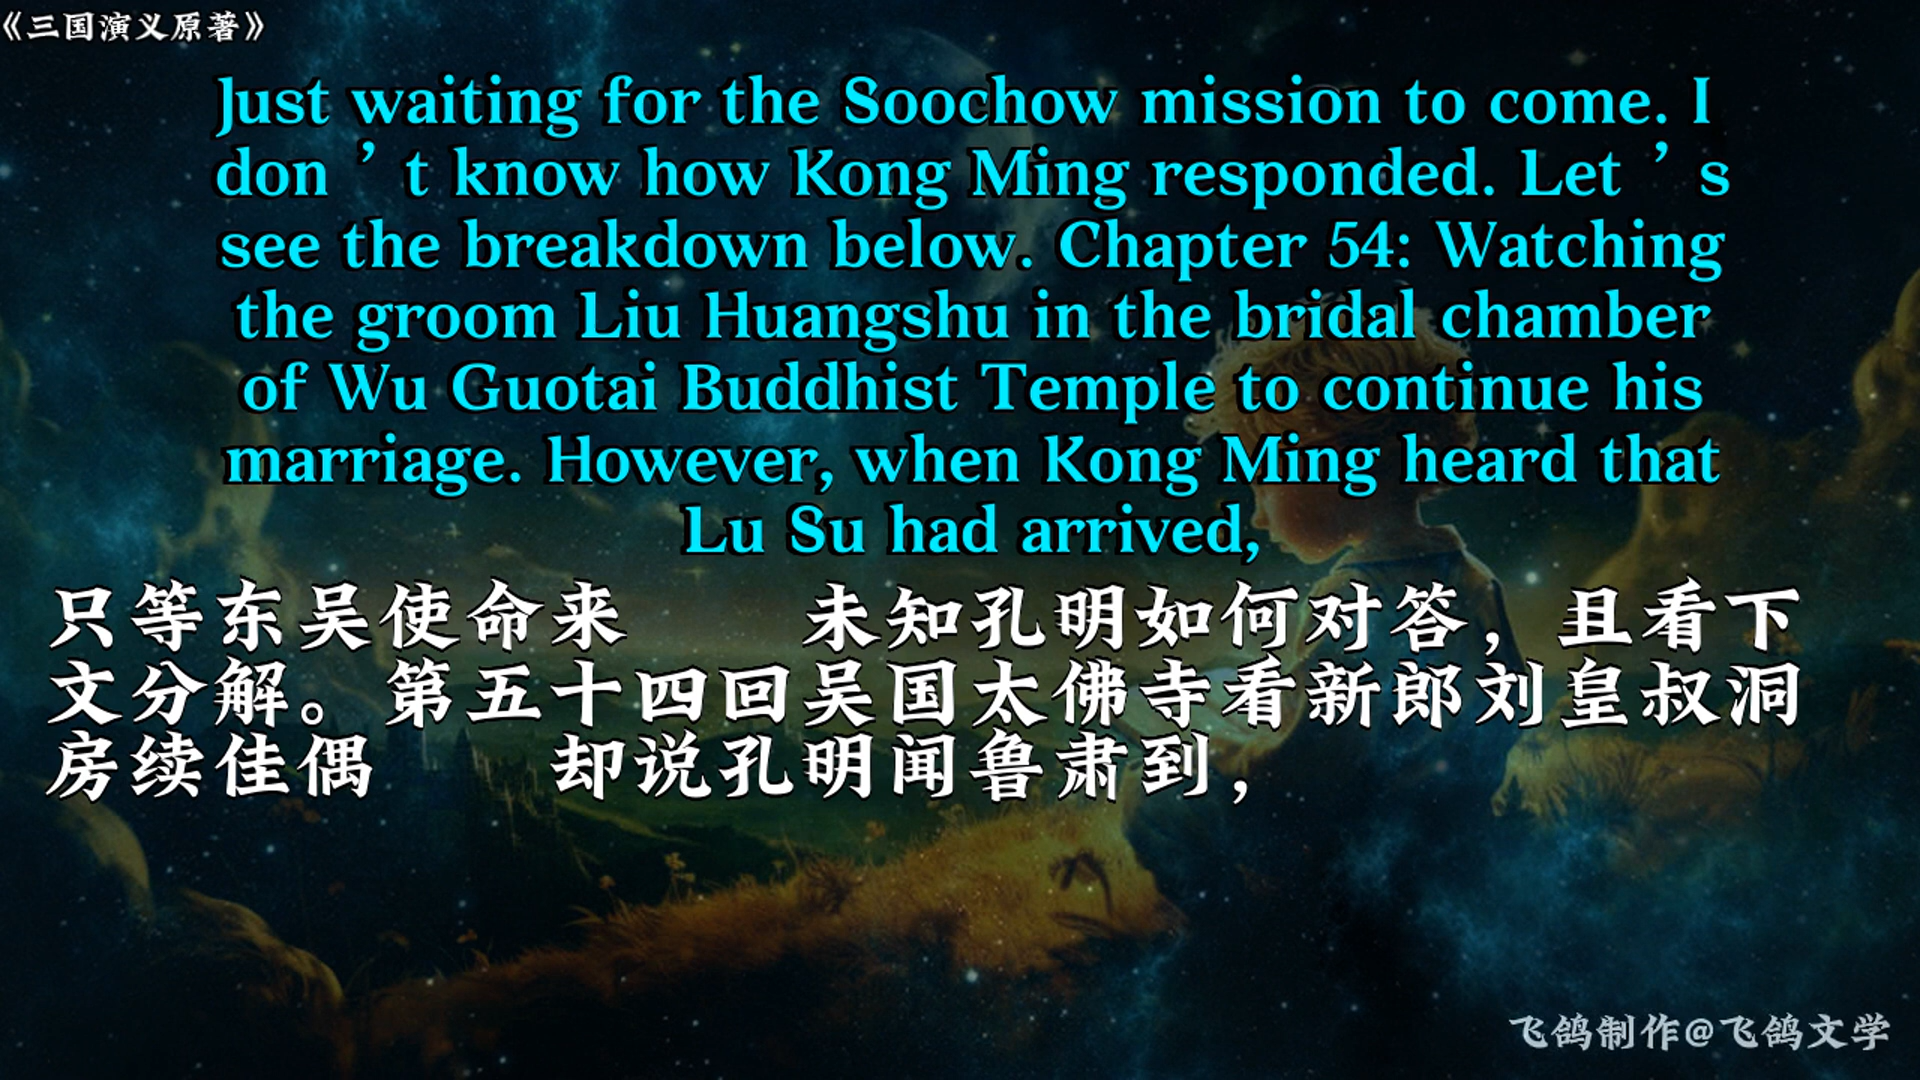 《三国演义原著》
Just waiting for the Soochow mission to come. I
don ’ t know how Kong Ming responded. Let ’ s
see the breakdown below. Chapter 54: Watching
the groom Liu Huangshu in the bridal chamber
of Wu Guotai Buddhist Temple to continue his
marriage. However, when Kong Ming heard that
Lu Su had arrived,
只等东吴使命来　　未知孔明如何对答，且看下
文分解。第五十四回吴国太佛寺看新郎刘皇叔洞
房续佳偶　　却说孔明闻鲁肃到，
飞鸽制作@飞鸽文学